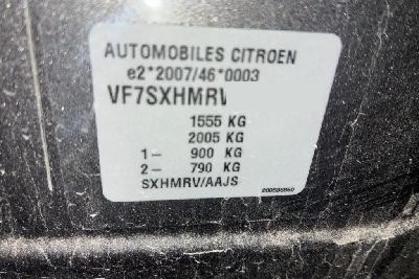 AUTOMOBILES CITROEN
e2*2007/46*0003
VF7SXHMRV
1555 KG
2005 KG
1— 900 KG
2— 790 KG
SXHMRV/AAJS